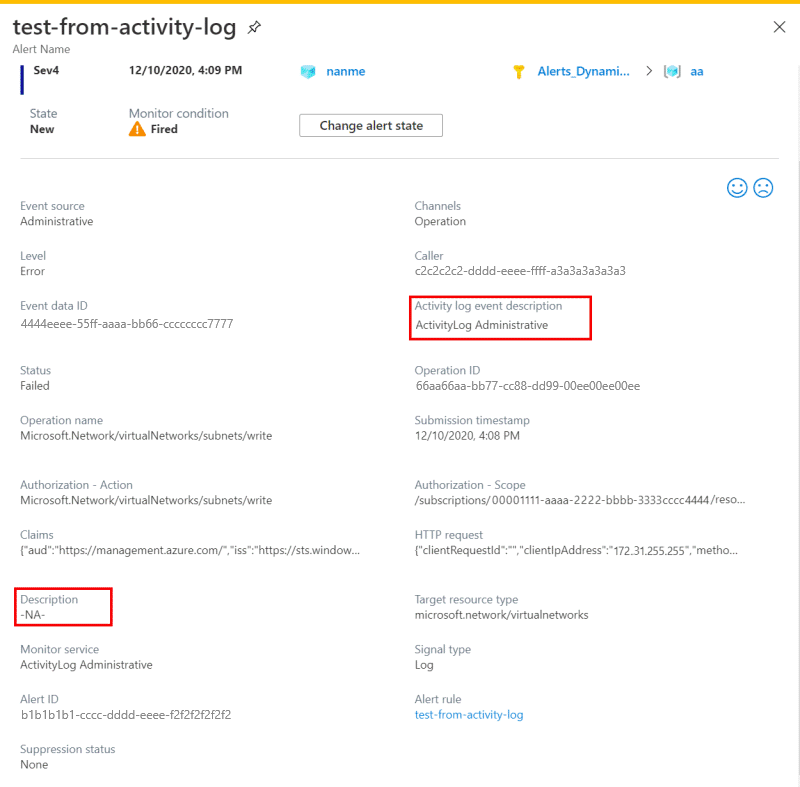 test-from-activity-log
Alert Name
Sev4 12/10/2020, 4:09 PM nanme Alerts_Dynami... > aa
State Monitor condition
New Fired Change alert state
Event source Channels
Administrative Operation
Level Caller
Error c2c2c2c2-dddd-eeee-ffff-a3a3a3a3a3a3
Event data ID Activity log event description
4444eeee-55ff-aaaa-bb66-cccccccc7777 ActivityLog Administrative
Status Operation ID
Failed 66aa66aa-bb77-cc88-dd99-00ee00ee00ee
Operation name Submission timestamp
Microsoft.Network/virtualNetworks/subnets/write 12/10/2020, 4:08 PM
Authorization - Action Authorization - Scope
Microsoft.Network/virtualNetworks/subnets/write /subscriptions/00001111-aaaa-2222-bbbb-3333cccc4444/reso...
Claims HTTP request
{"aud":"https://management.azure.com/","iss":"https://sts.window... {"clientRequestId":"","clientIpAddress":"172.31.255.255","metho...
Description Target resource type
-NA- microsoft.network/virtualnetworks
Monitor service Signal type
ActivityLog Administrative Log
Alert ID Alert rule
b1b1b1b1-cccc-dddd-eeee-f2f2f2f2f2f2 test-from-activity-log
Suppression status
None